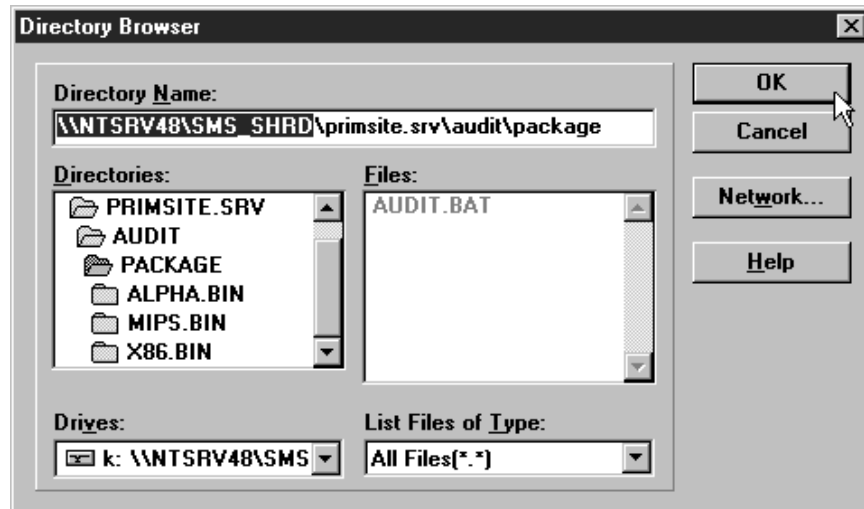 Directory Browser
Directory Name:
\\NTSRV48\SMS_SHRD\primsite.srv\audit\package
Directories:
PRIMSITE.SRV
AUDIT
PACKAGE
ALPHA.BIN
MIPS.BIN
X86.BIN
Files:
AUDIT.BAT
Drives:
k: \\NTSRV48\SMS
List Files of Type:
All Files(*.*)
OK
Cancel
Network...
Help